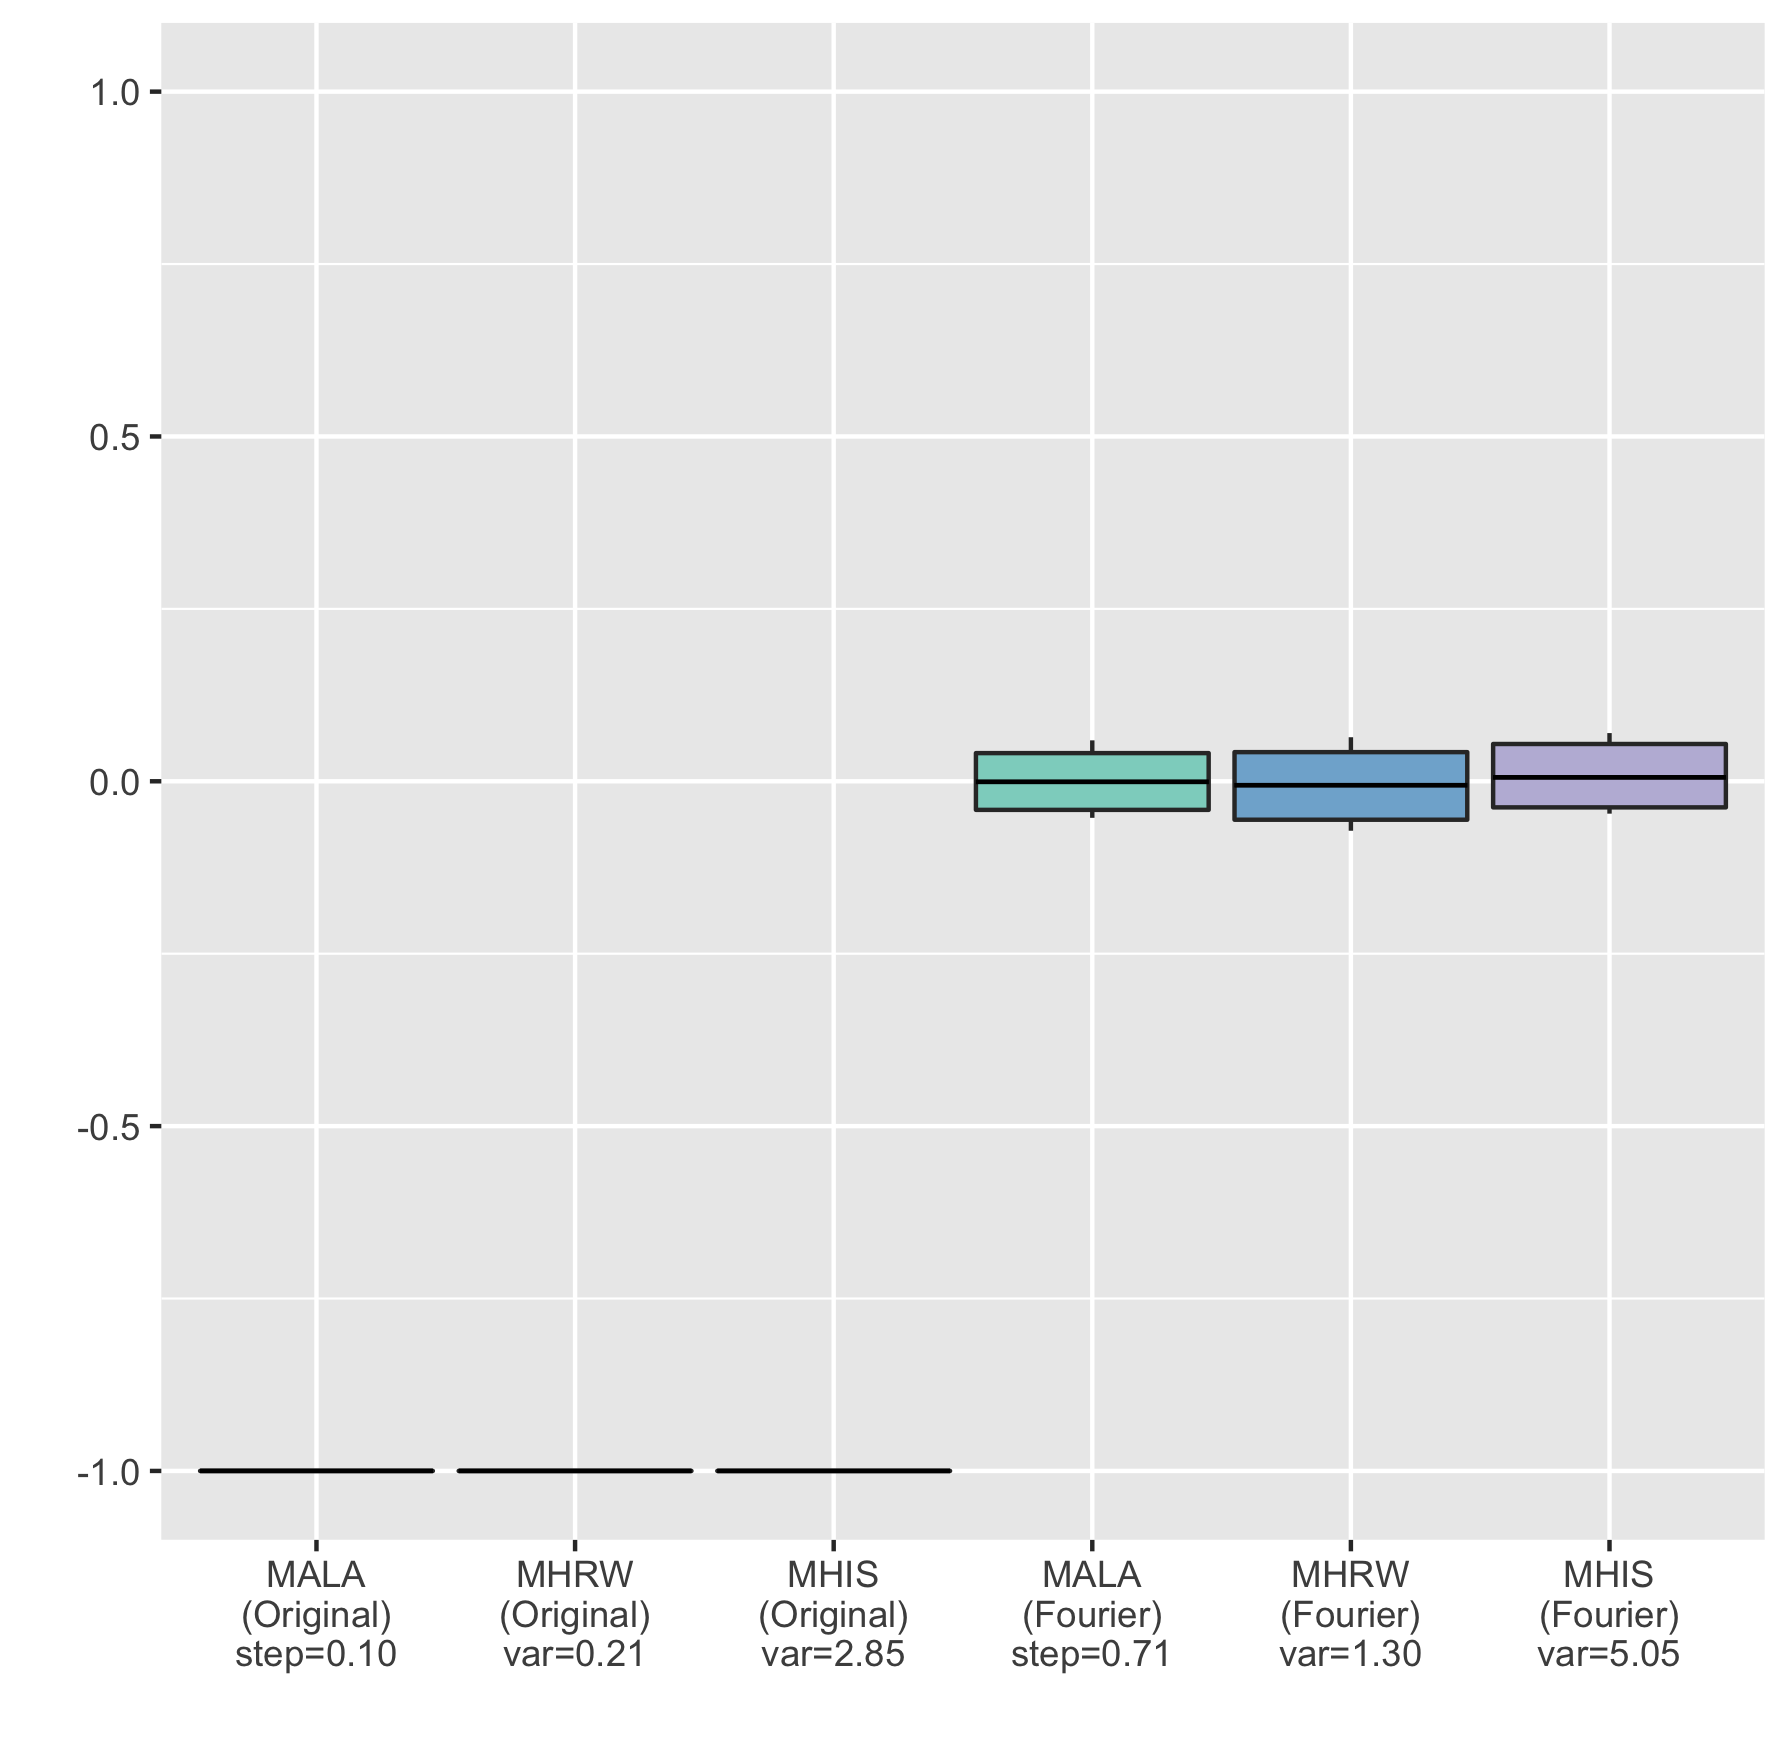 1.0
0.5
0.0
-0.5
-1.0
MALA
(Original)
step=0.10
MHRW
(Original)
var=0.21
MHIS
(Original)
var=2.85
MALA
(Fourier)
step=0.71
MHRW
(Fourier)
var=1.30
MHIS
(Fourier)
var=5.05